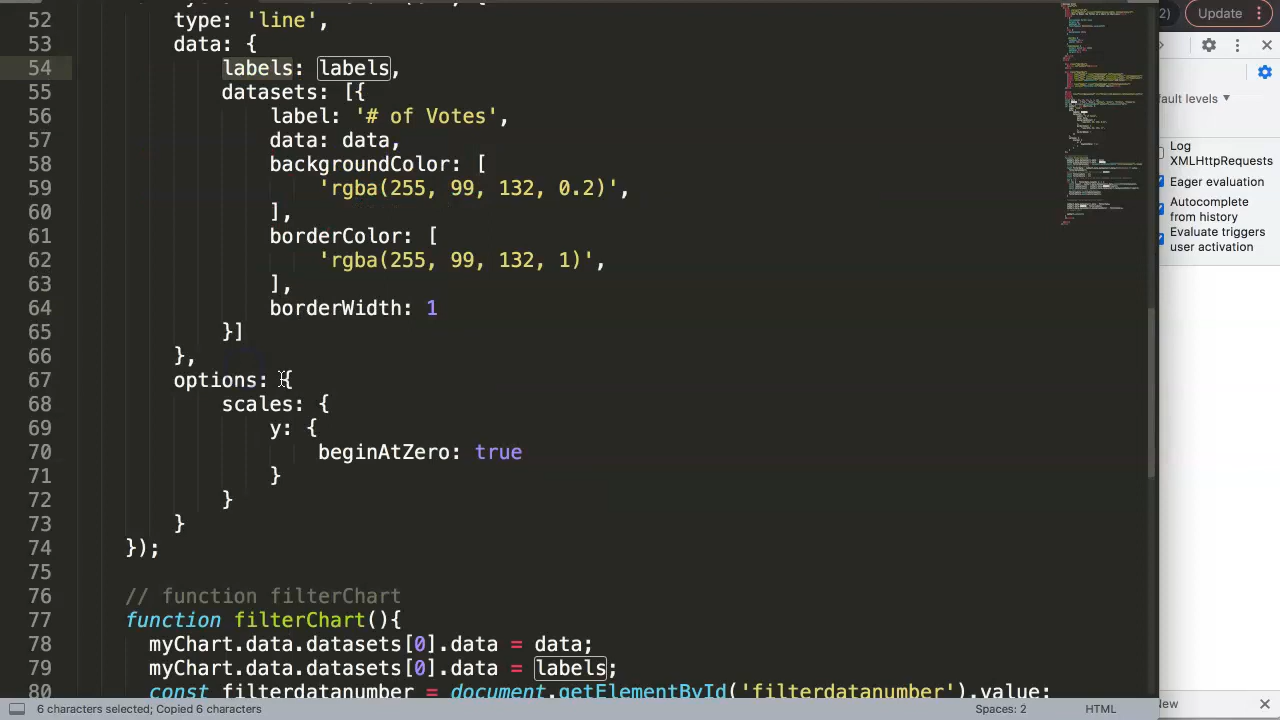 52 type: 'line',
53 data: {
54 labels: labels,
55 datasets: [{
56 label: '# of Votes',
57 data: data,
58 backgroundColor: [
59 'rgba(255, 99, 132, 0.2)',
60 ],
61 borderColor: [
62 'rgba(255, 99, 132, 1)',
63 ],
64 borderWidth: 1
65 }]
66 },
67 options: {
68 scales: {
69 y: {
70 beginAtZero: true
71 }
72 }
73 }
74 });
75
76 // function filterChart
77 function filterChart(){
78 myChart.data.datasets[0].data = data;
79 myChart.data.datasets[0].data = labels;
80 const filterdatanumber = document.getElementById('filterdatanumber').value;
6 characters selected; Copied 6 characters
Spaces: 2
HTML
2)
Update
ault levels
Log
XMLHttpRequests
Eager evaluation
Autocomplete
from history
Evaluate triggers
user activation
New